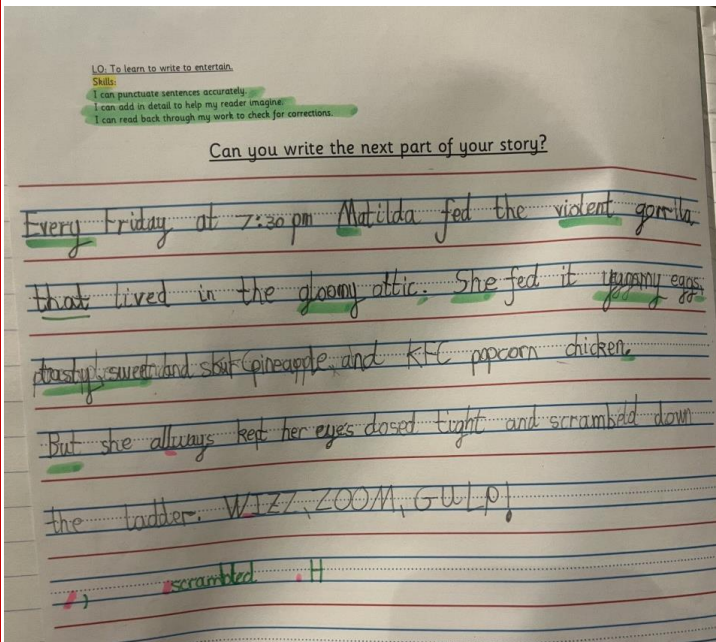 LO: To learn to write to entertain.
Skills:
I can punctuate sentences accurately.
I can add in detail to help my reader imagine.
I can read back through my work to check for corrections.
Can you write the next part of your story?
Every Friday at 7:30 pm Matilda fed the violent gorrila
that lived in the gloomy attic. She fed it yummy eggs,
tasty, sweet and pineapple and KFC popcorn chicken.
But she allways kept her eyes closed tight and scrambeld down
the ladder. WIZZ, ZOOM, GULP!
, scrambled . H